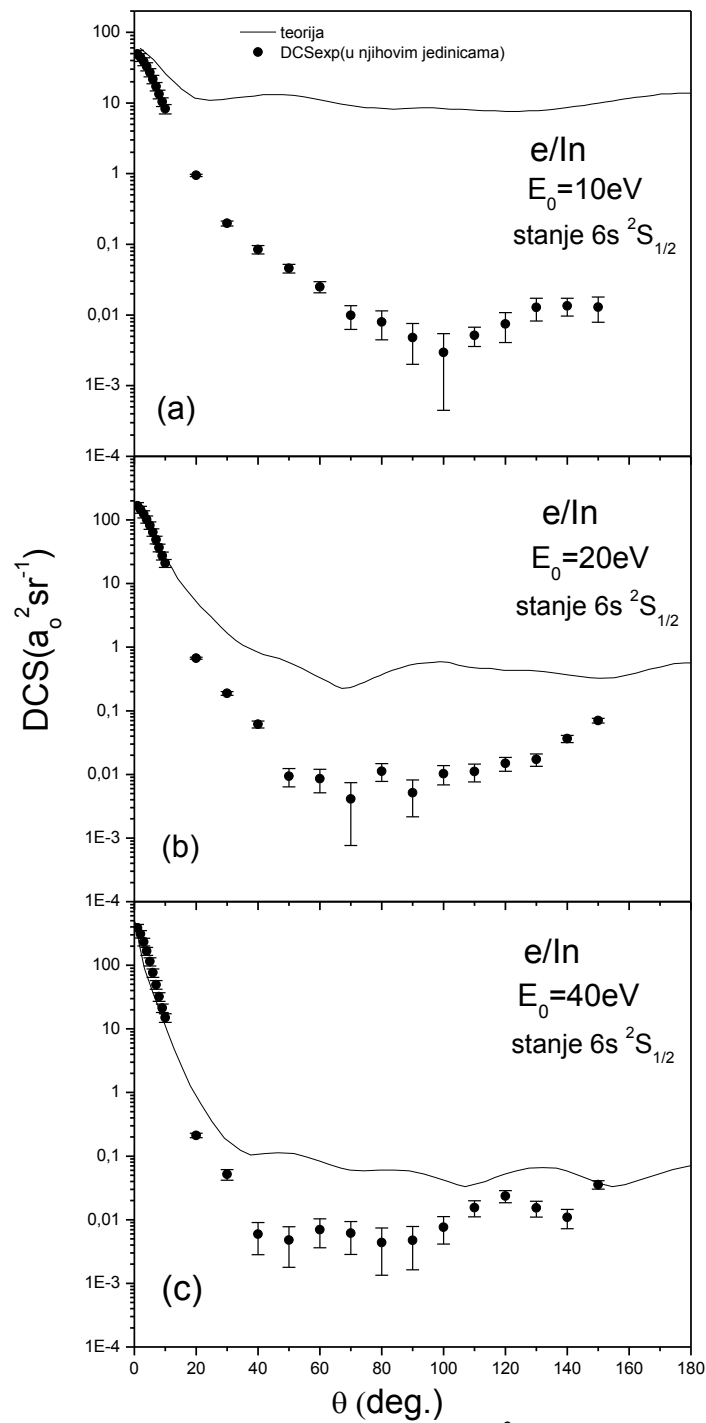 teorija
DCSexp(u njihovim jedinicama)
100
10
1
0,1
0,01
1E-3
1E-4
e/In
E₀=10eV
stanje 6s ²S₁/₂
(a)
100
10
1
0,1
0,01
1E-3
1E-4
e/In
E₀=20eV
stanje 6s ²S₁/₂
(b)
DCS(aₒ²sr⁻¹)
100
10
1
0,1
0,01
1E-3
1E-4
e/In
E₀=40eV
stanje 6s ²S₁/₂
(c)
0 20 40 60 80 100 120 140 160 180
θ (deg.)